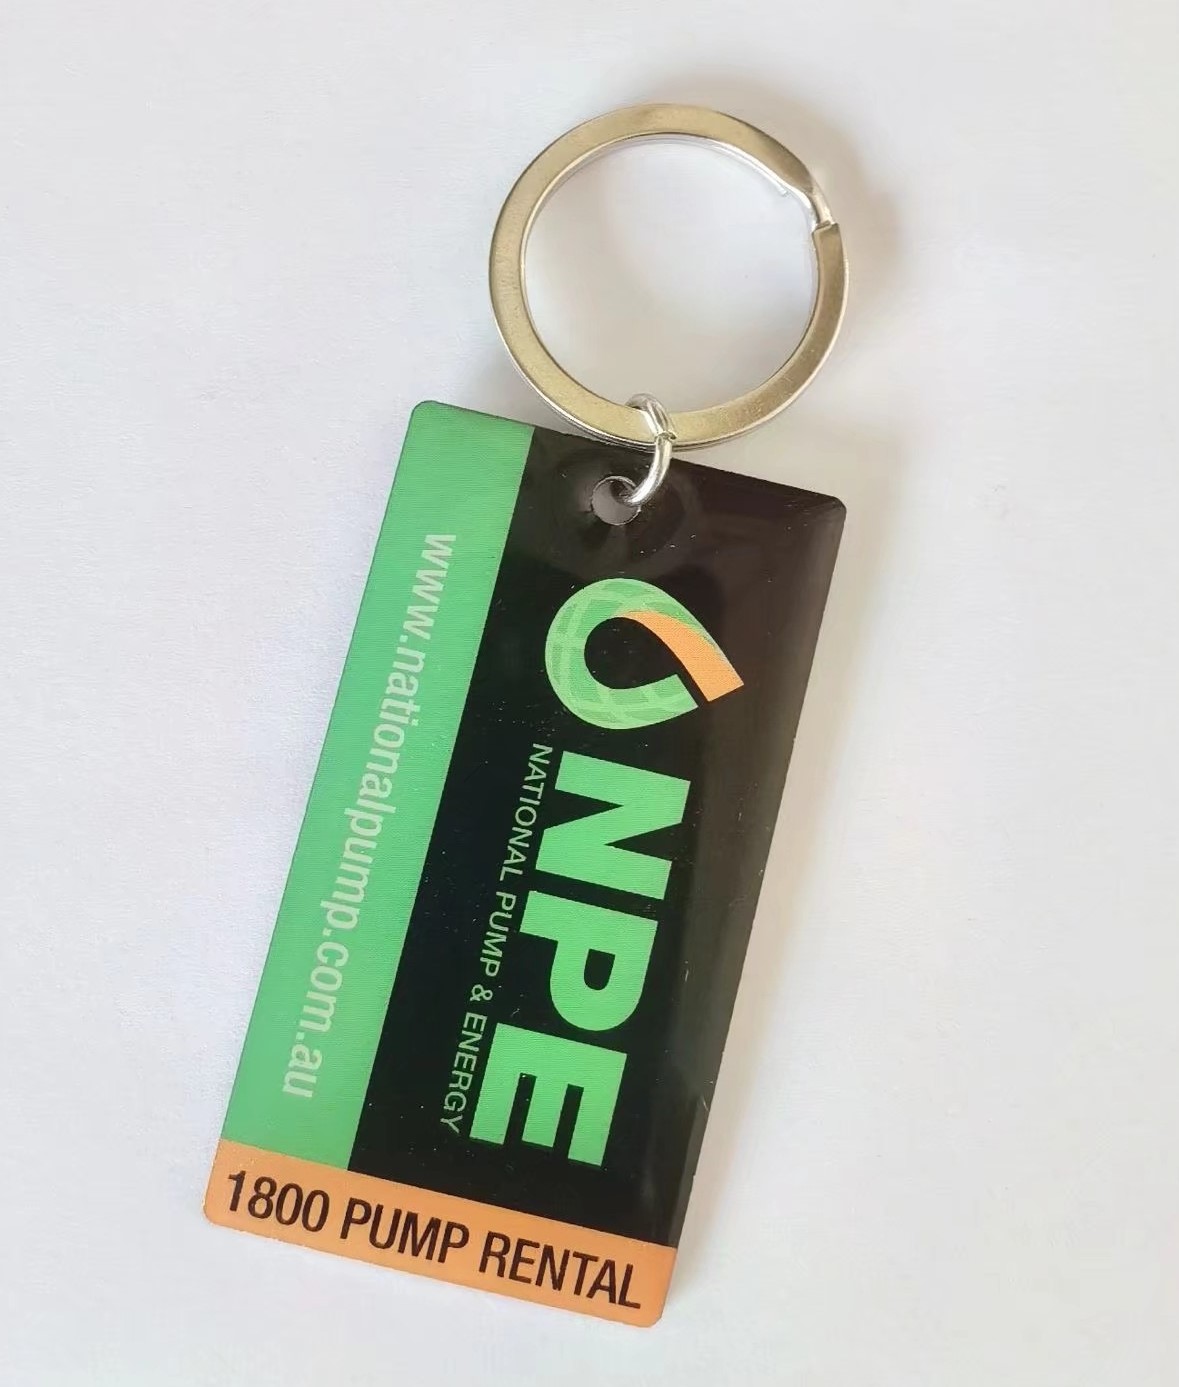 NPE
NATIONAL PUMP & ENERGY
www.nationalpump.com.au
1800 PUMP RENTAL